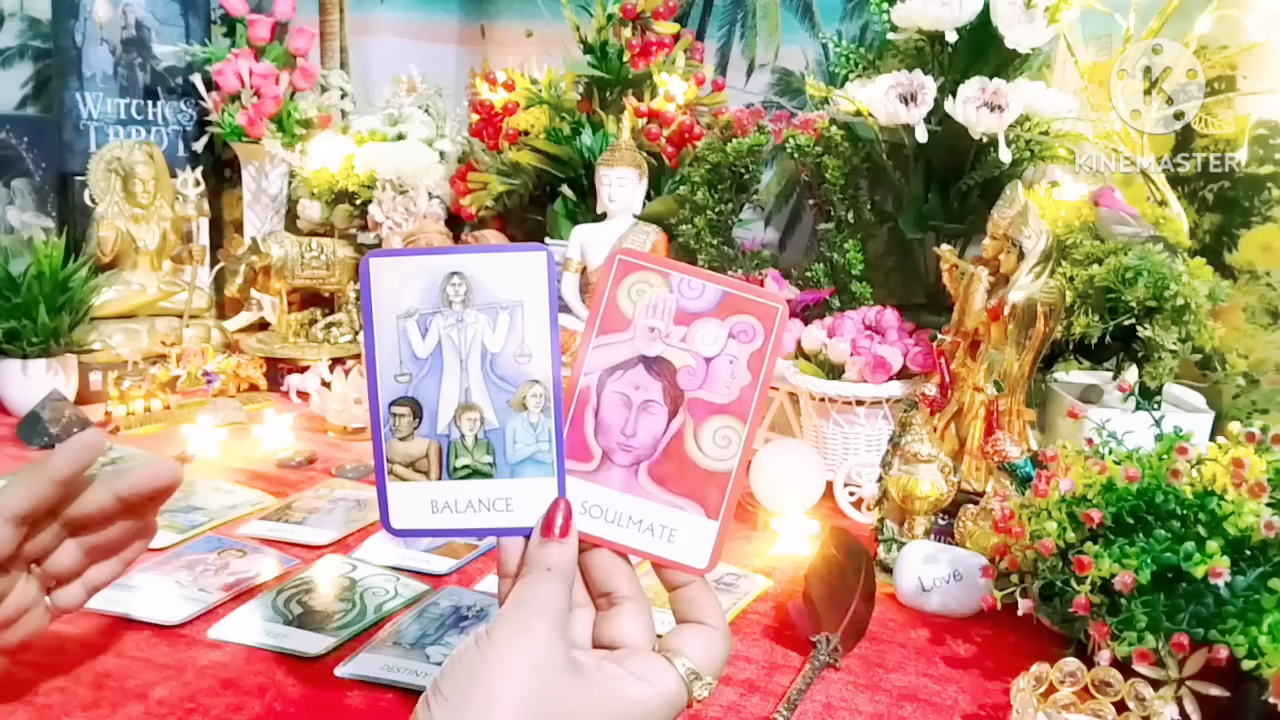 WITCHES
TAROT
K
KINEMASTER
BALANCE
SOULMATE
Love
DESTINY